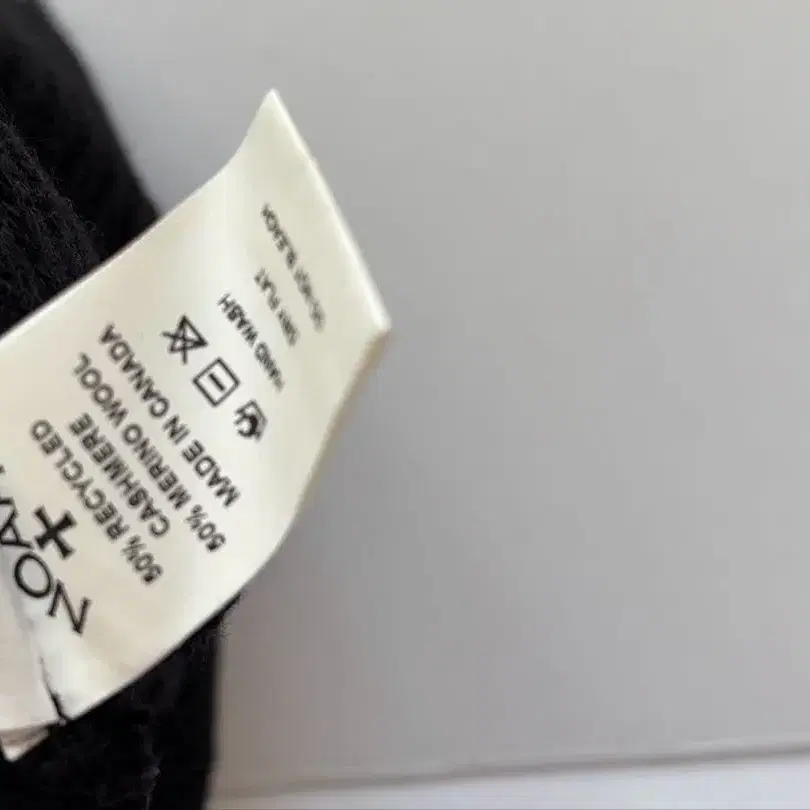 NOAH
50% RECYCLED
CASHMERE
50% MERINO WOOL
MADE IN CANADA
HAND WASH
DRY FLAT
DO NOT BLEACH